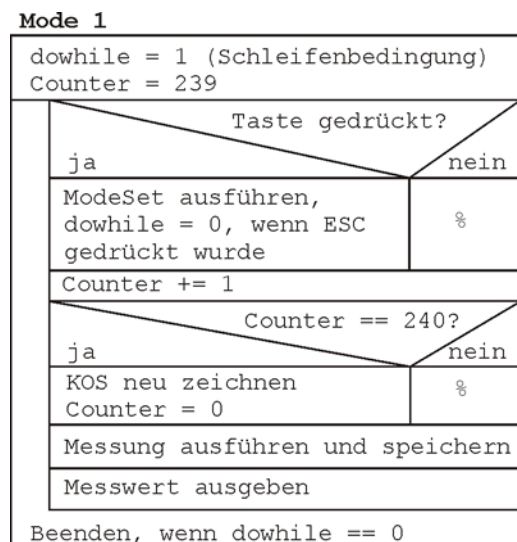 Mode 1
dowhile = 1 (Schleifenbedingung)
Counter = 239
Taste gedrückt?
ja nein
ModeSet ausführen,
dowhile = 0, wenn ESC
gedrückt wurde
%
Counter += 1
Counter == 240?
ja nein
KOS neu zeichnen
Counter = 0
%
Messung ausführen und speichern
Messwert ausgeben
Beenden, wenn dowhile == 0